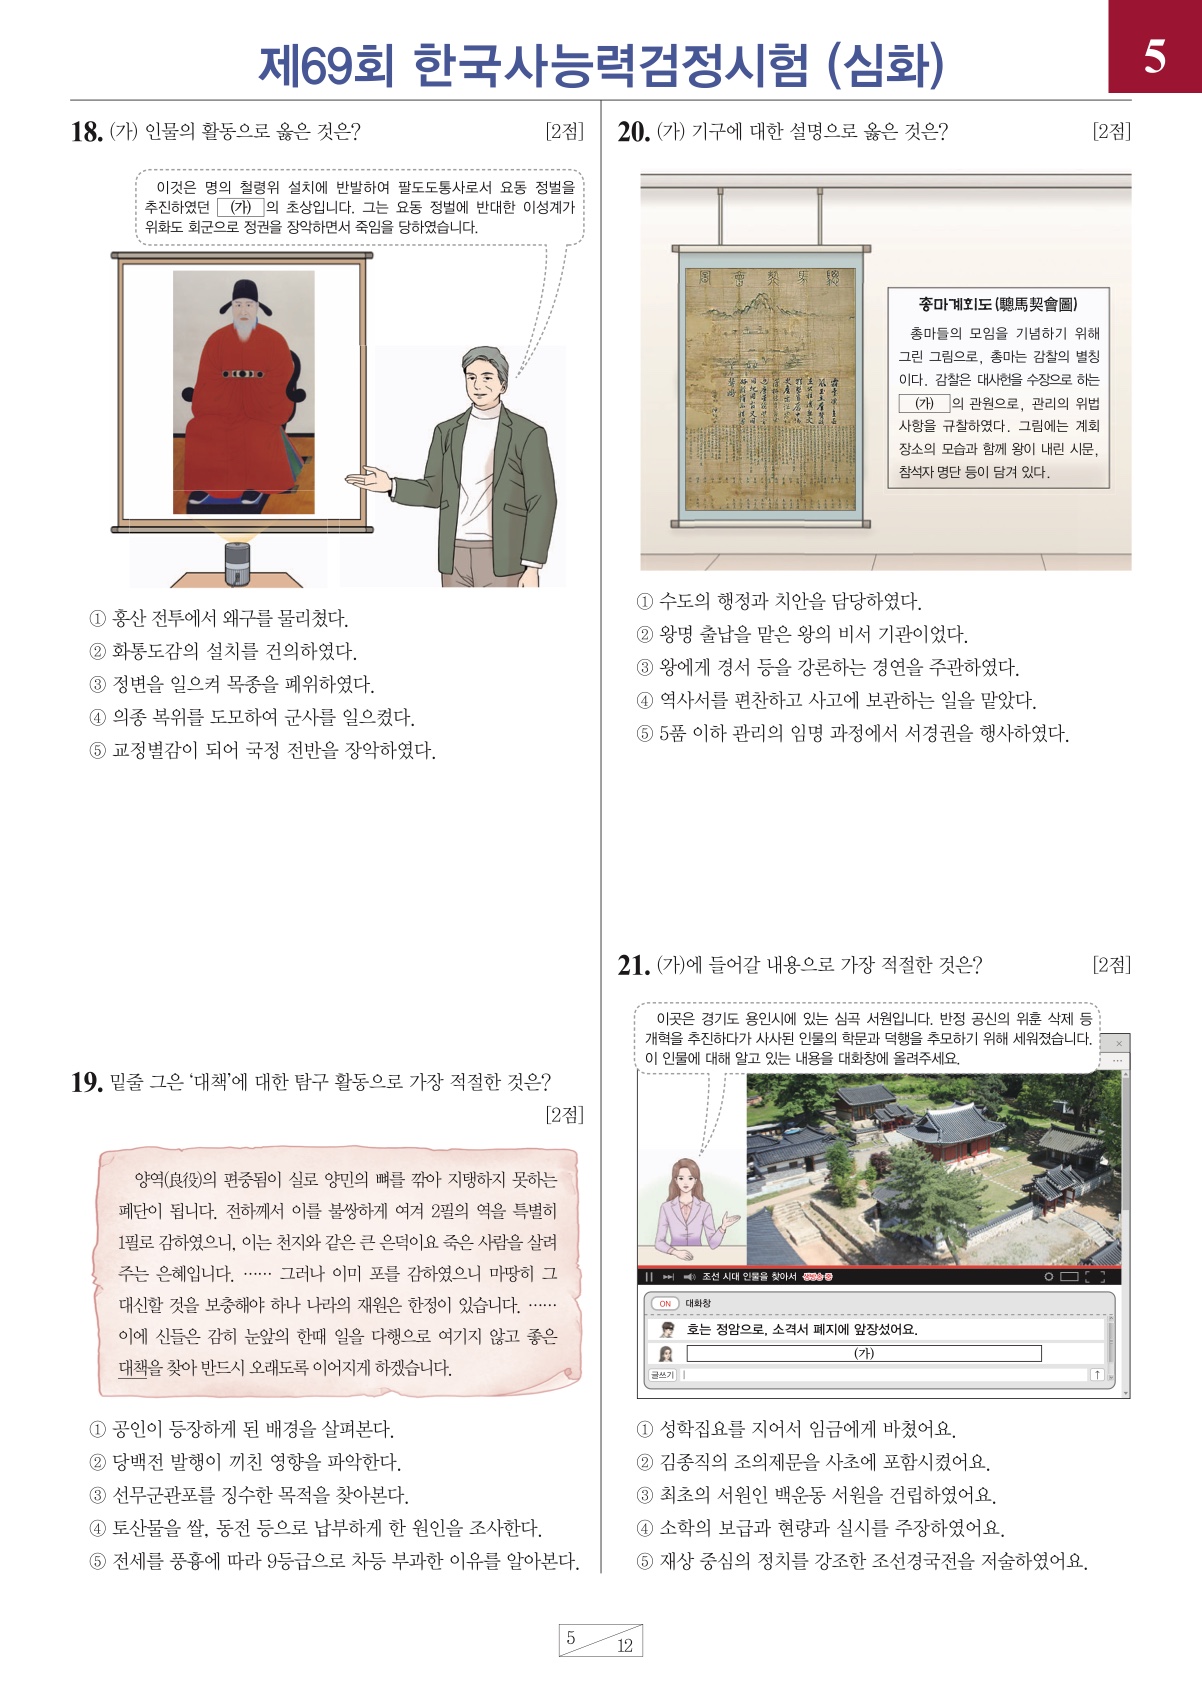 제69회 한국사능력검정시험 (심화)
5
18. (가) 인물의 활동으로 옳은 것은? [2점]
이것은 명의 철령위 설치에 반발하여 팔도도통사로서 요동 정벌을
추진하였던 (가) 의 초상입니다. 그는 요동 정벌에 반대한 이성계가
위화도 회군으로 정권을 장악하면서 죽임을 당하였습니다.
① 홍산 전투에서 왜구를 물리쳤다.
② 화통도감의 설치를 건의하였다.
③ 정변을 일으켜 목종을 폐위하였다.
④ 의종 복위를 도모하여 군사를 일으켰다.
⑤ 교정별감이 되어 국정 전반을 장악하였다.
19. 밑줄 그은 ‘대책’에 대한 탐구 활동으로 가장 적절한 것은?
[2점]
양역(良役)의 편중됨이 실로 양민의 뼈를 깎아 지탱하지 못하는
폐단이 됩니다. 전하께서 이를 불쌍하게 여겨 2필의 역을 특별히
1필로 감하였으니, 이는 천지와 같은 큰 은덕이요 죽은 사람을 살려
주는 은혜입니다. …… 그러나 이미 포를 감하였으니 마땅히 그
대신할 것을 보충해야 하나 나라의 재원은 한정이 있습니다. ……
이에 신들은 감히 눈앞의 한때 일을 다행으로 여기지 않고 좋은
대책을 찾아 반드시 오래도록 이어지게 하겠습니다.
① 공인이 등장하게 된 배경을 살펴본다.
② 당백전 발행이 끼친 영향을 파악한다.
③ 선무군관포를 징수한 목적을 찾아본다.
④ 토산물을 쌀, 동전 등으로 납부하게 한 원인을 조사한다.
⑤ 전세를 풍흉에 따라 9등급으로 차등 부과한 이유를 알아본다.
20. (가) 기구에 대한 설명으로 옳은 것은? [2점]
총마계회도(驄馬契會圖)
총마들의 모임을 기념하기 위해
그린 그림으로, 총마는 감찰의 별칭
이다. 감찰은 대사헌을 수장으로 하는
(가) 의 관원으로, 관리의 위법
사항을 규찰하였다. 그림에는 계회
장소의 모습과 함께 왕이 내린 시문,
참석자 명단 등이 담겨 있다.
① 수도의 행정과 치안을 담당하였다.
② 왕명 출납을 맡은 왕의 비서 기관이었다.
③ 왕에게 경서 등을 강론하는 경연을 주관하였다.
④ 역사서를 편찬하고 사고에 보관하는 일을 맡았다.
⑤ 5품 이하 관리의 임명 과정에서 서경권을 행사하였다.
21. (가)에 들어갈 내용으로 가장 적절한 것은? [2점]
이곳은 경기도 용인시에 있는 심곡 서원입니다. 반정 공신의 위훈 삭제 등
개혁을 추진하다가 사사된 인물의 학문과 덕행을 추모하기 위해 세워졌습니다.
이 인물에 대해 알고 있는 내용을 대화창에 올려주세요.
조선 시대 인물을 찾아서 생방송 중
ON 대화창
호는 정암으로, 소격서 폐지에 앞장섰어요.
(가)
글쓰기
① 성학집요를 지어서 임금에게 바쳤어요.
② 김종직의 조의제문을 사초에 포함시켰어요.
③ 최초의 서원인 백운동 서원을 건립하였어요.
④ 소학의 보급과 현량과 실시를 주장하였어요.
⑤ 재상 중심의 정치를 강조한 조선경국전을 저술하였어요.
5
12